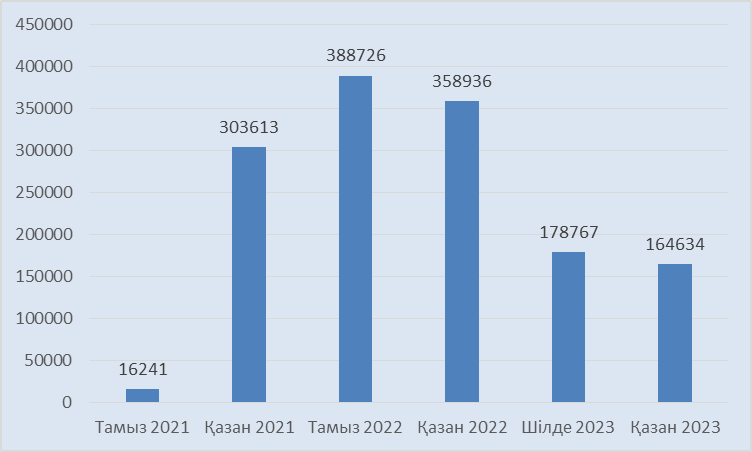 450000
400000
350000
300000
250000
200000
150000
100000
50000
0
16241
303613
388726
358936
178767
164634
Тамыз 2021
Қазан 2021
Тамыз 2022
Қазан 2022
Шілде 2023
Қазан 2023